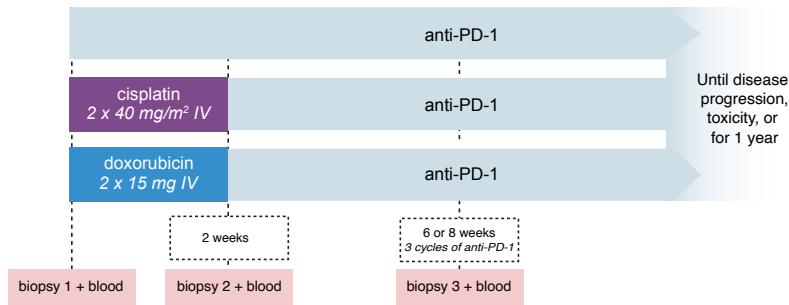 anti-PD-1
cisplatin
2 x 40 mg/m² IV
anti-PD-1
doxorubicin
2 x 15 mg IV
anti-PD-1
Until disease
progression,
toxicity, or
for 1 year
2 weeks
6 or 8 weeks
3 cycles of anti-PD-1
biopsy 1 + blood
biopsy 2 + blood
biopsy 3 + blood